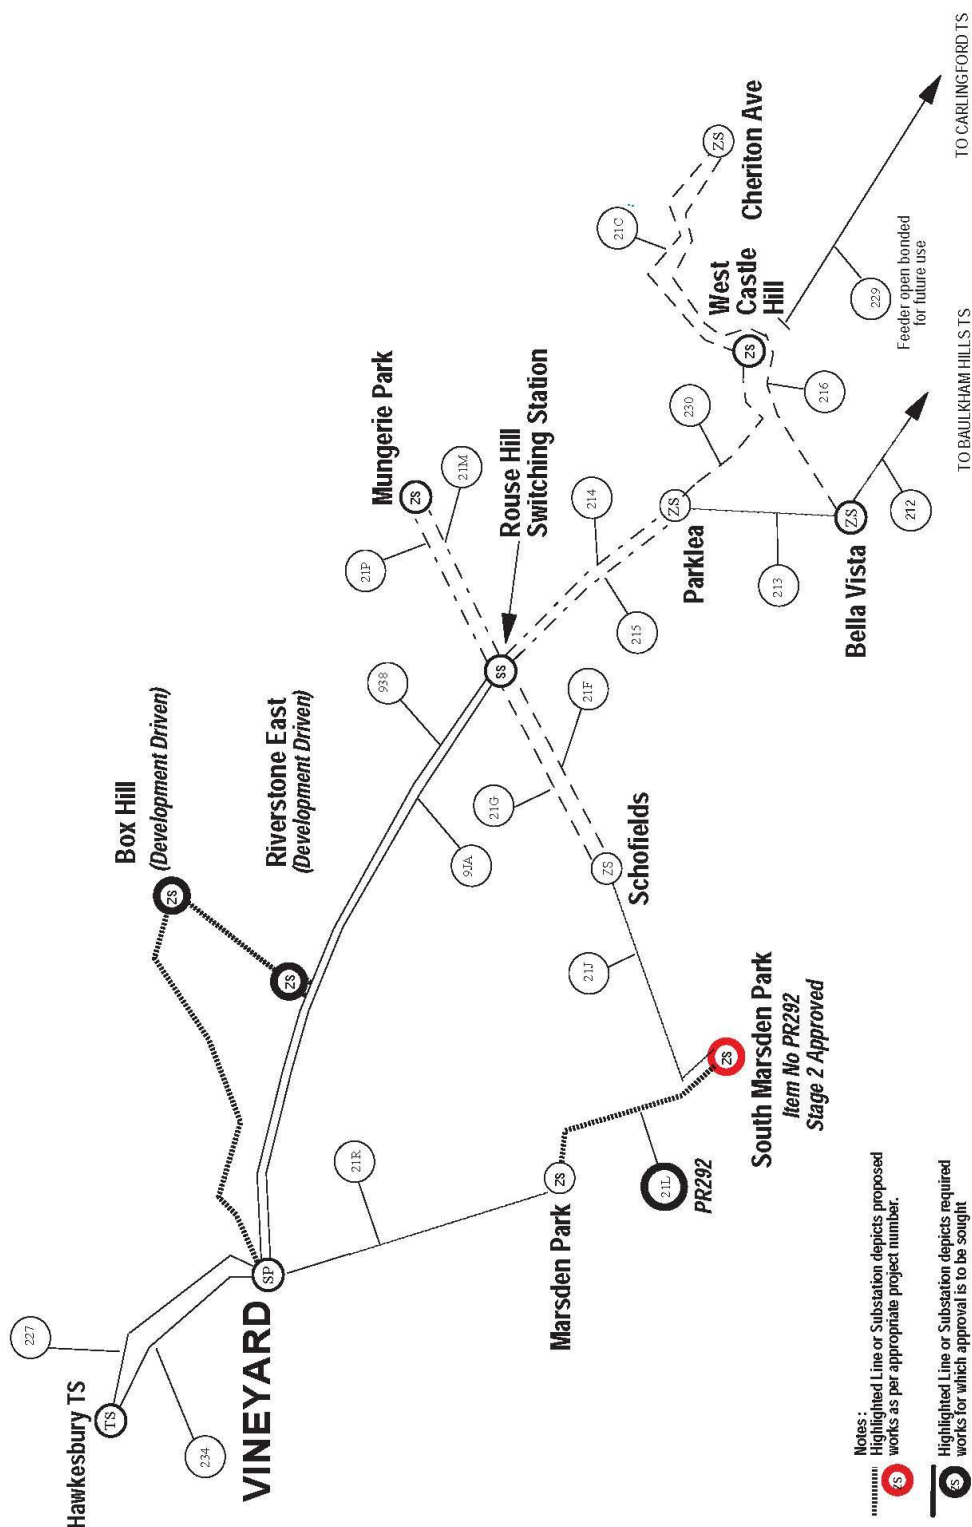 Hawkesbury TS
TS
227
234
VINEYARD
SP
Box Hill
(Development Driven)
ZS
Riverstone East
(Development Driven)
ZS
938
9JA
21R
Marsden Park
ZS
21L
PR292
South Marsden Park
Item No PR292
Stage 2 Approved
ZS
21J
Schofields
ZS
21G
21F
SS
Rouse Hill
Switching Station
Mungerie Park
ZS
21P
21M
214
215
Parklea
ZS
213
Bella Vista
ZS
212
TO BAULKHAM HILLS TS
230
216
West
Castle
Hill
ZS
21C
:
Cheriton Ave
ZS
229
Feeder open bonded
for future use
TO CARLINGFORD TS
Notes :
Highlighted Line or Substation depicts proposed
works as per appropriate project number.
ZS
Highlighted Line or Substation depicts required
works for which approval is to be sought
ZS